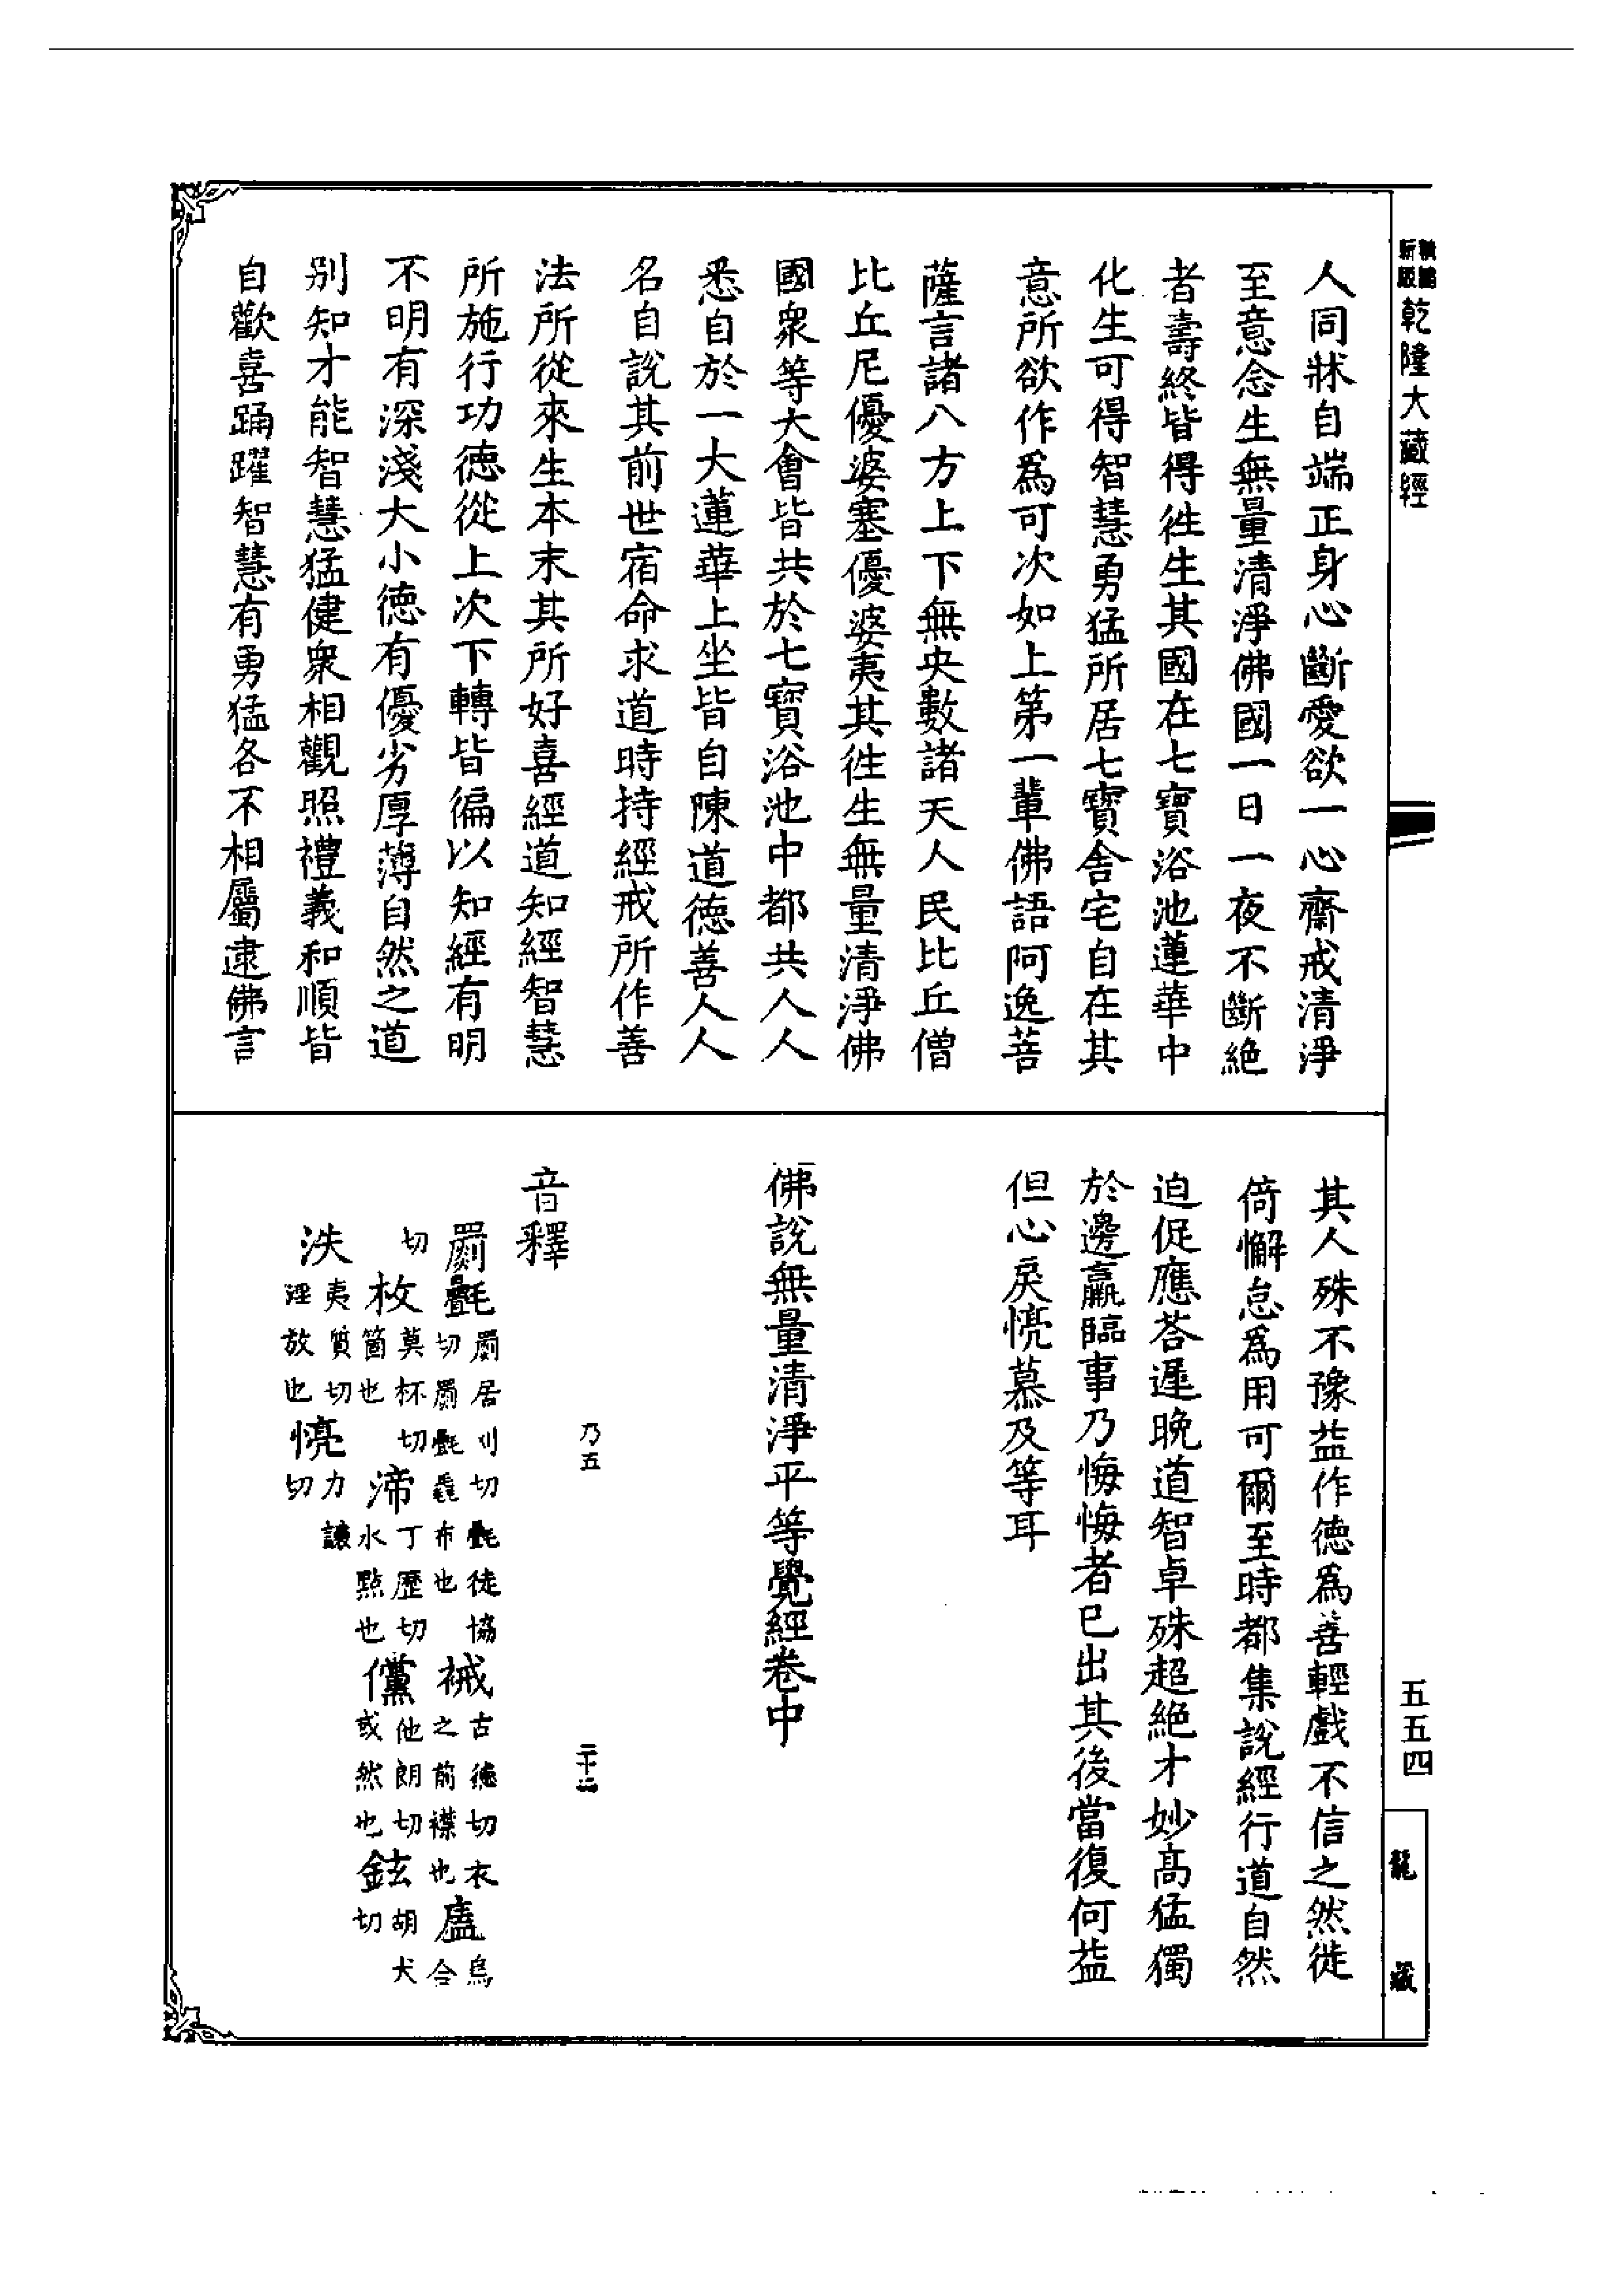 乾隆大藏經
人同牀自端正身心斷愛欲一心齋戒清淨
至意念生無量清淨佛國一日一夜不斷絕
者壽終皆得徃生其國在七寶浴池蓮華中
化生可得智慧勇猛所居七寶舍宅自在其
意所欲作爲可次如上第一輩佛語阿逸菩
薩言諸八方上下無央數諸天人民比丘僧
比丘尼優婆塞優婆夷其徃生無量清淨佛
國衆等大會皆共於七寶浴池中都共人人
悉自於一大蓮華上坐皆自陳道德善人人
名自說其前世宿命求道時持經戒所作善
法所從來生本末其所好喜經道知經智慧
所施行功德從上次下轉皆徧以知經有明
不明有深淺大小德有優劣厚薄自然之道
别知才能智慧猛健衆相觀照禮義和順皆
自歡喜踊躍智慧有勇猛各不相屬逮佛言
其人殊不豫益作德爲善輕戲不信之然徙
倚懈怠爲用可爾至時都集說經行道自然
迫促應荅遲晚道智卓殊超絕才妙高猛獨
於邊羸臨事乃悔悔者已出其後當復何益
但心戾悢慕及等耳
佛說無量清淨平等覺經卷中
乃五
音釋
罽㲲罽居刈切㲲徒協切罽㲲毳布也 裓古德切衣之前襟也 廅烏合切
枚莫杯切箇也 渧丁歷切水點也 儻他朗切或然也 鉉胡犬切
泆夷質切淫放也 悢力讓切
五五四
龍藏